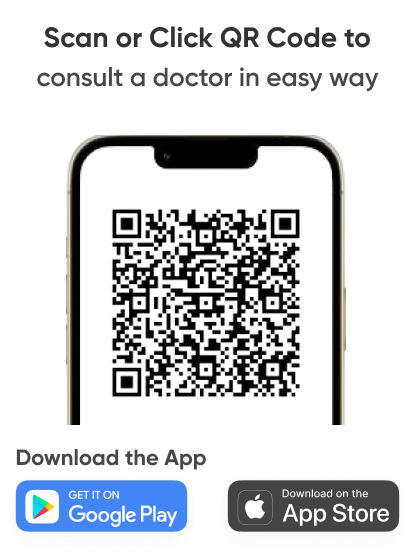 Scan or Click QR Code to
consult a doctor in easy way
Download the App
GET IT ON
Google Play
Download on the
App Store